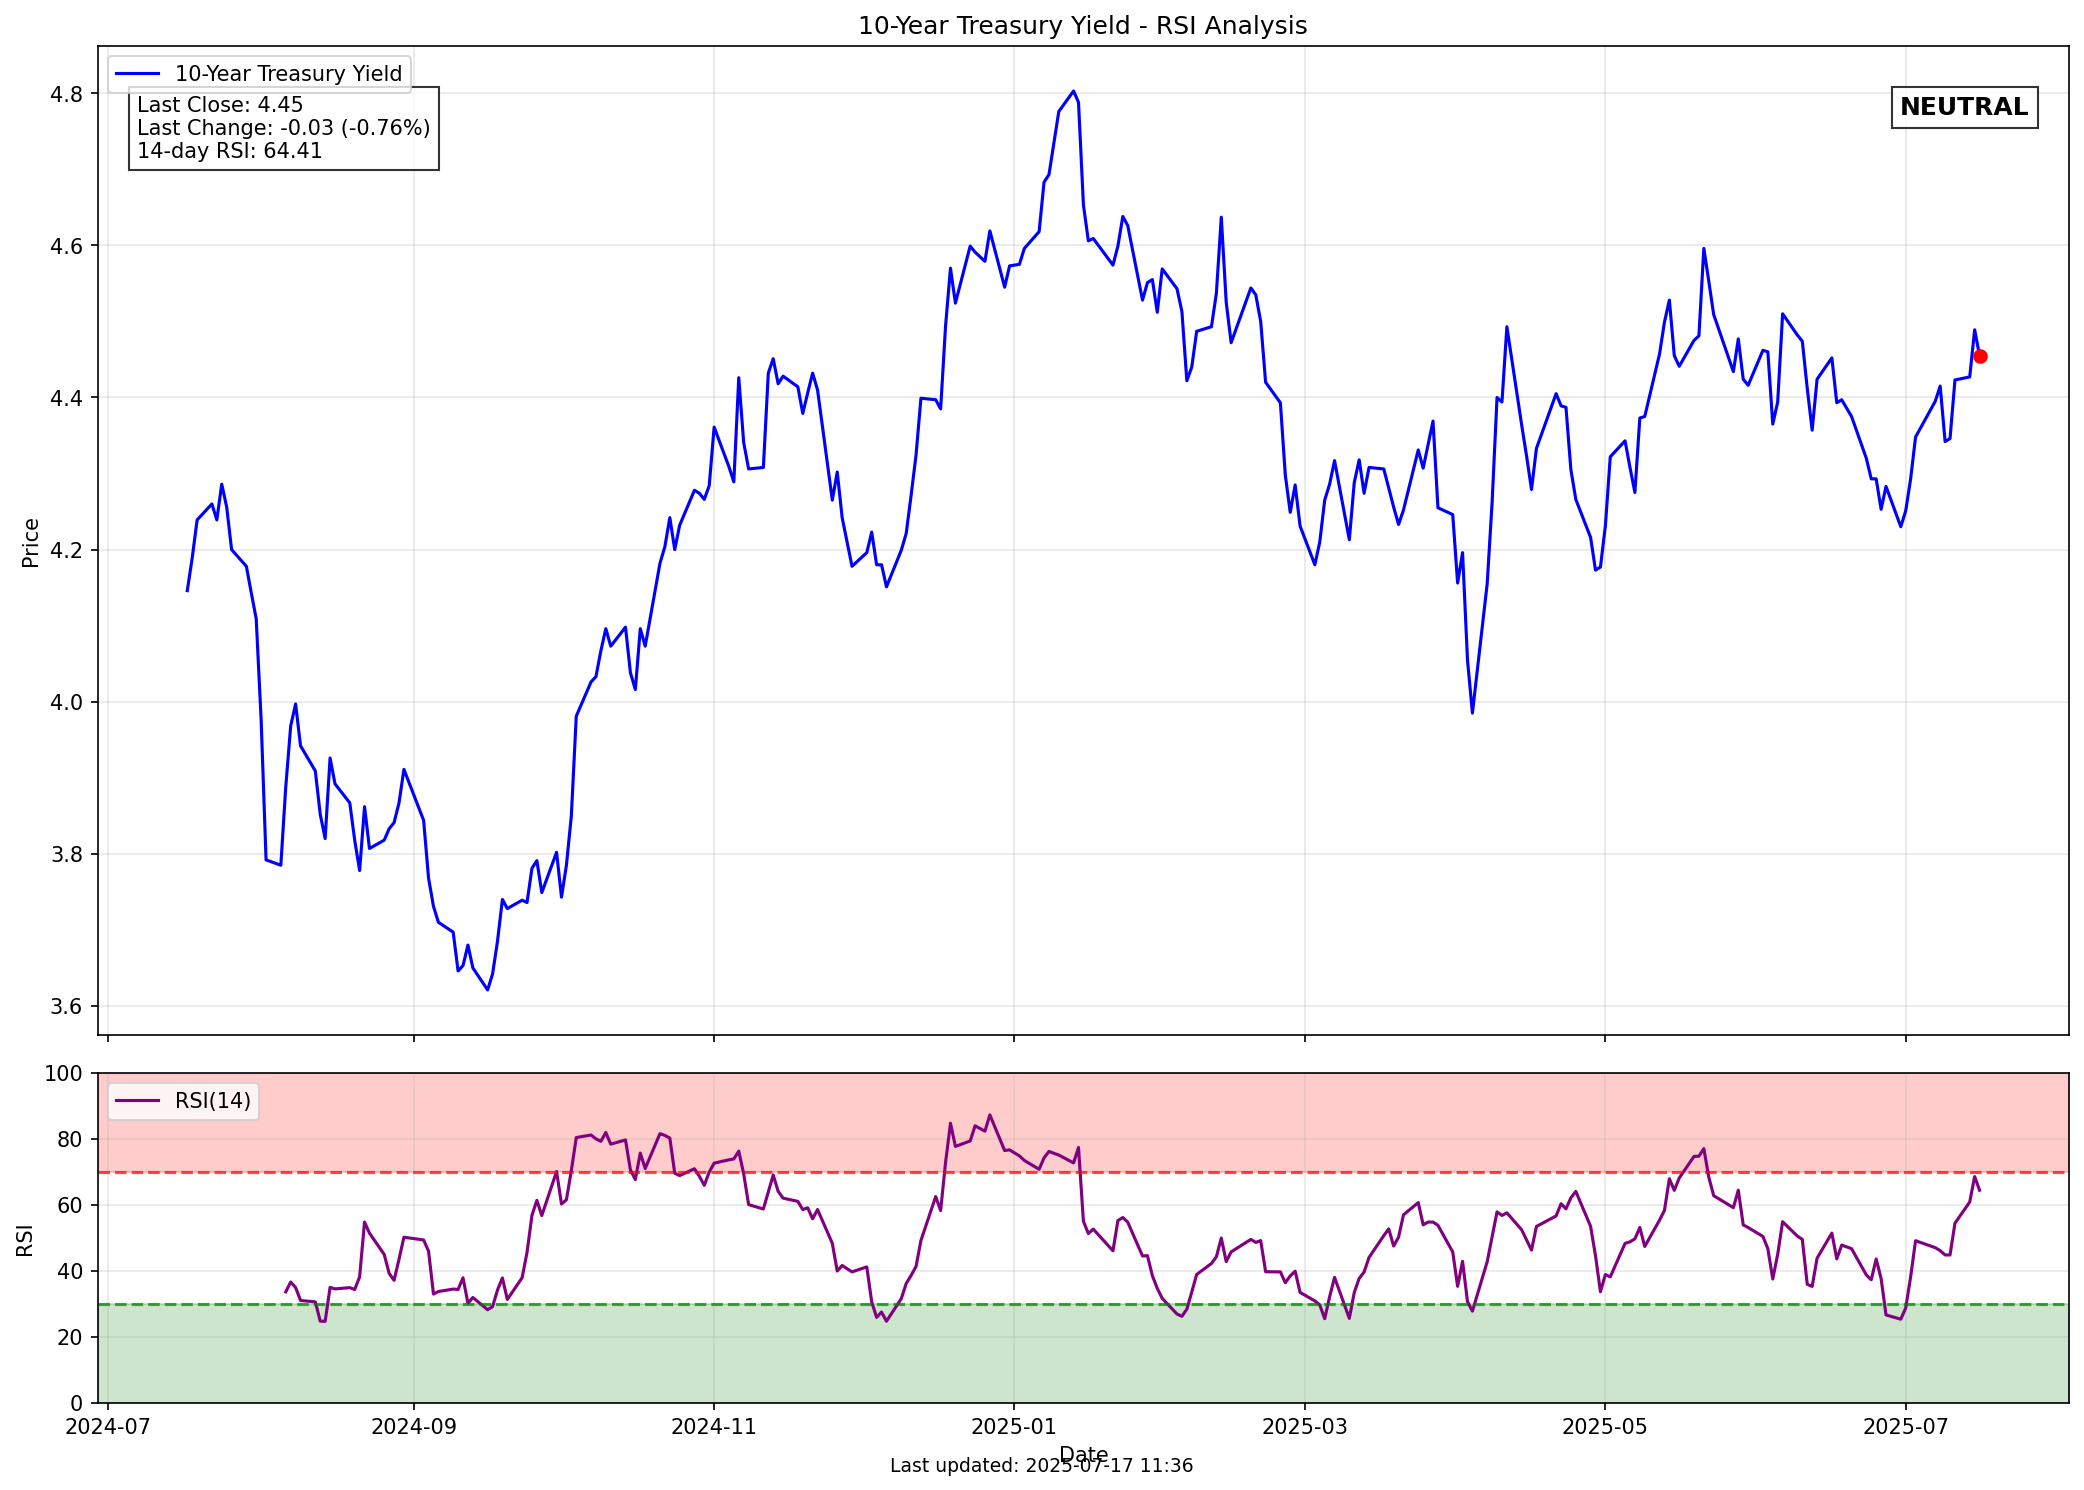 10-Year Treasury Yield - RSI Analysis
10-Year Treasury Yield
Last Close: 4.45
Last Change: -0.03 (-0.76%)
14-day RSI: 64.41
NEUTRAL
Price
4.8
4.6
4.4
4.2
4.0
3.8
3.6
RSI(14)
RSI
100
80
60
40
20
0
2024-07 2024-09 2024-11 2025-01 2025-03 2025-05 2025-07
Date
Last updated: 2025-07-17 11:36